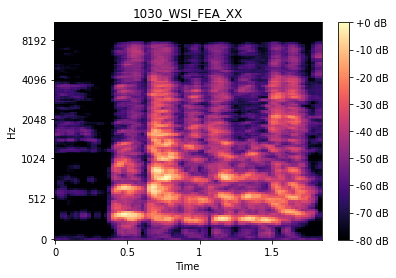 1030_WSI_FEA_XX
+0 dB
8192
-10 dB
4096
-20 dB
-30 dB
2048
Hz
-40 dB
1024
-50 dB
512
-60 dB
-70 dB
0
-80 dB
0 0.5 1 1.5
Time